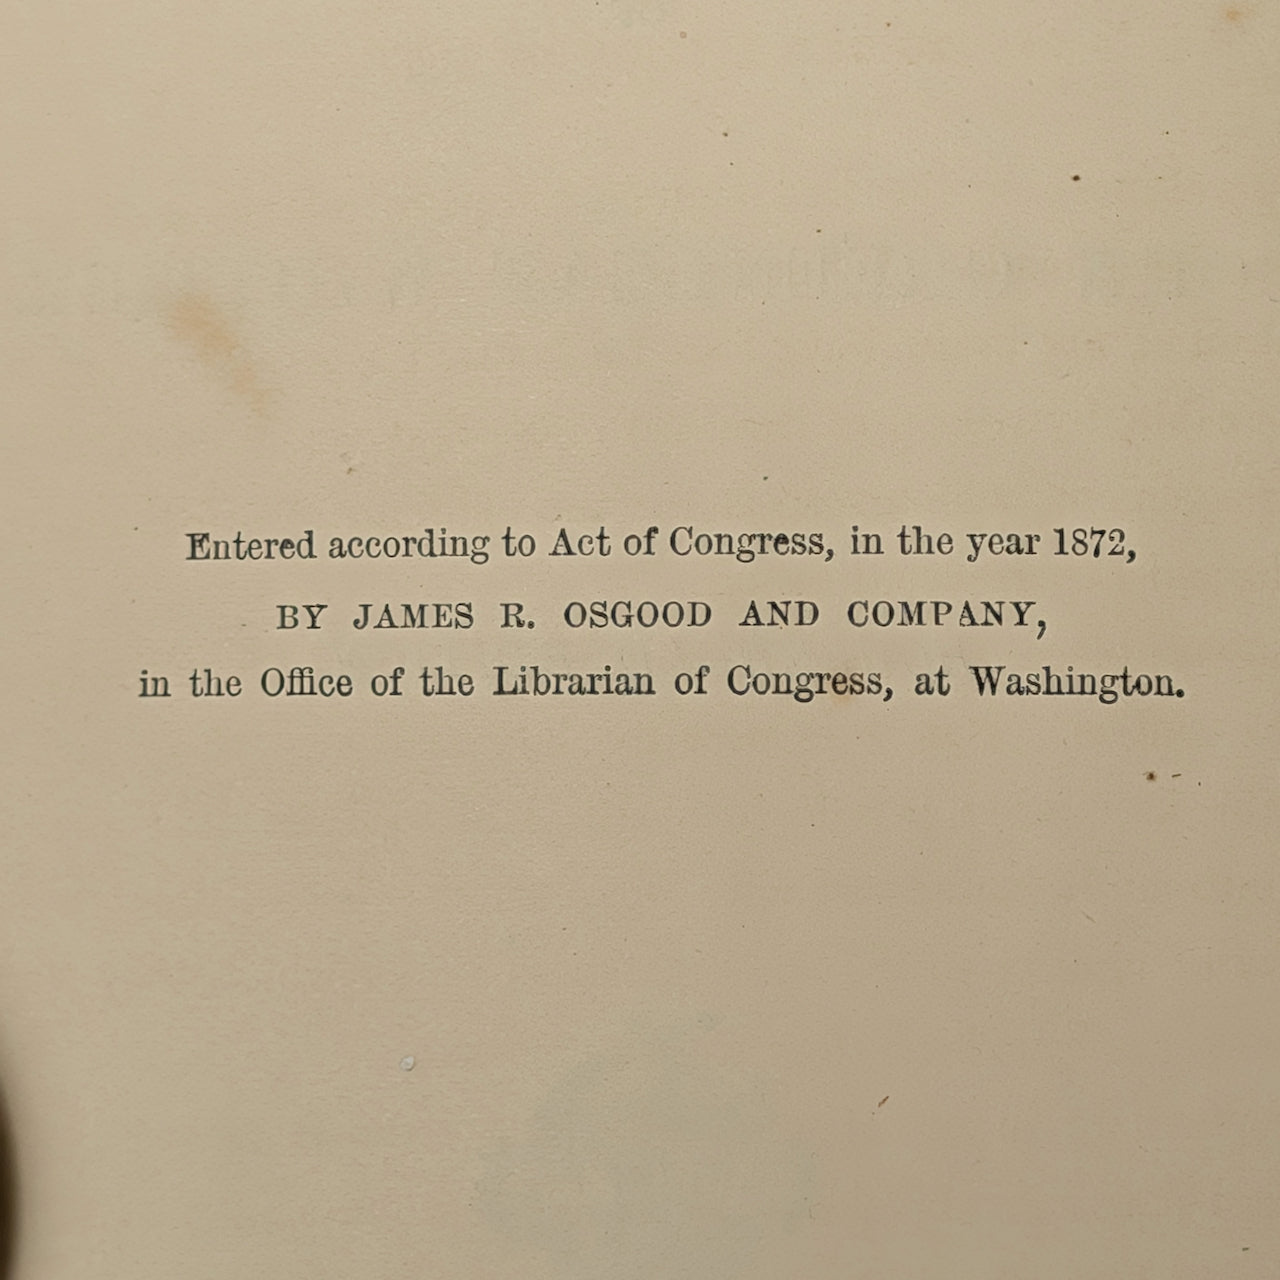 Entered according to Act of Congress, in the year 1872,
BY JAMES R. OSGOOD AND COMPANY,
in the Office of the Librarian of Congress, at Washington.